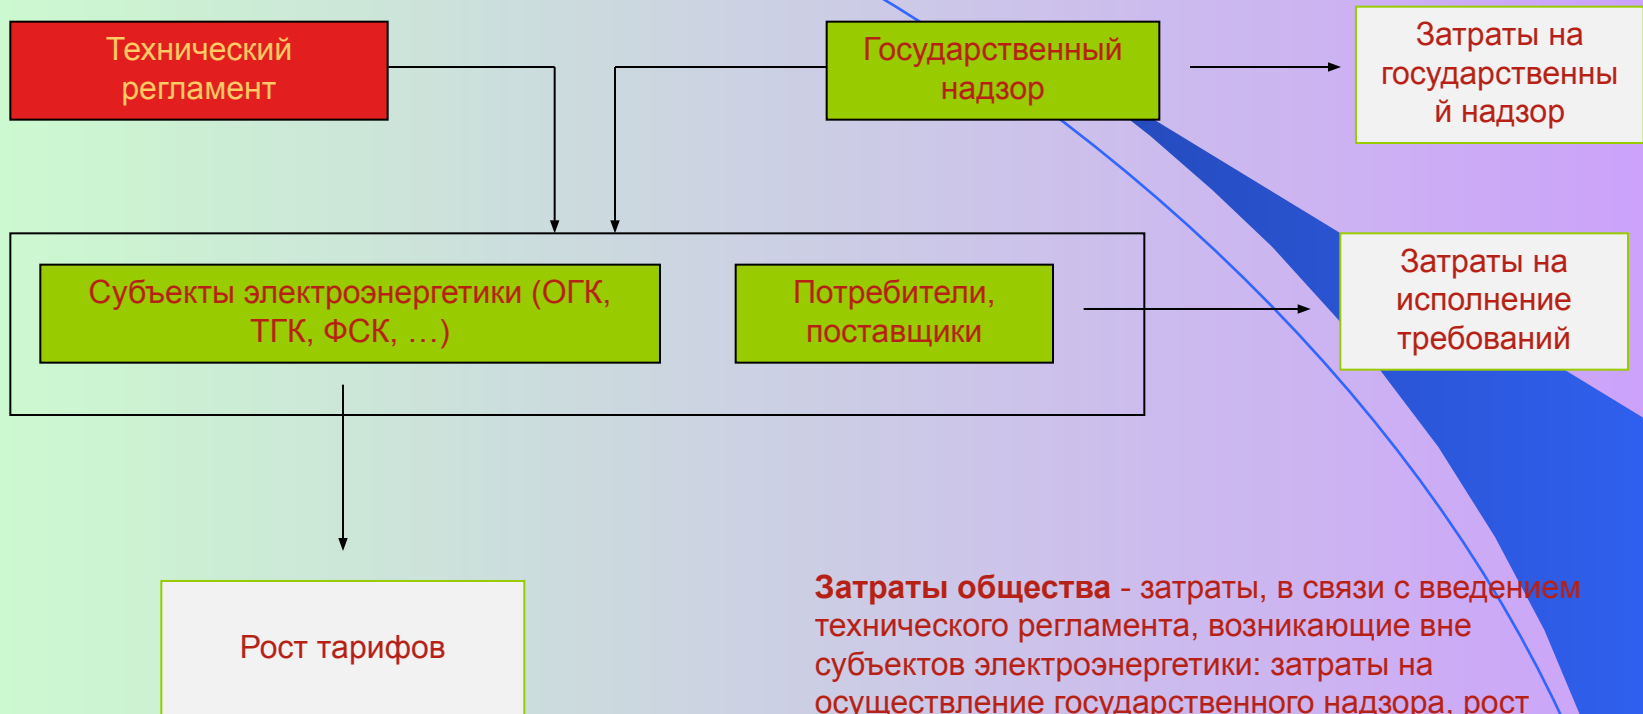 Технический
регламент
Государственный
надзор
Затраты на
государственны
й надзор
Субъекты электроэнергетики (ОГК,
ТГК, ФСК, …)
Потребители,
поставщики
Затраты на
исполнение
требований
Рост тарифов
Затраты общества - затраты, в связи с введением
технического регламента, возникающие вне
субъектов электроэнергетики: затраты на
осуществление государственного надзора, рост